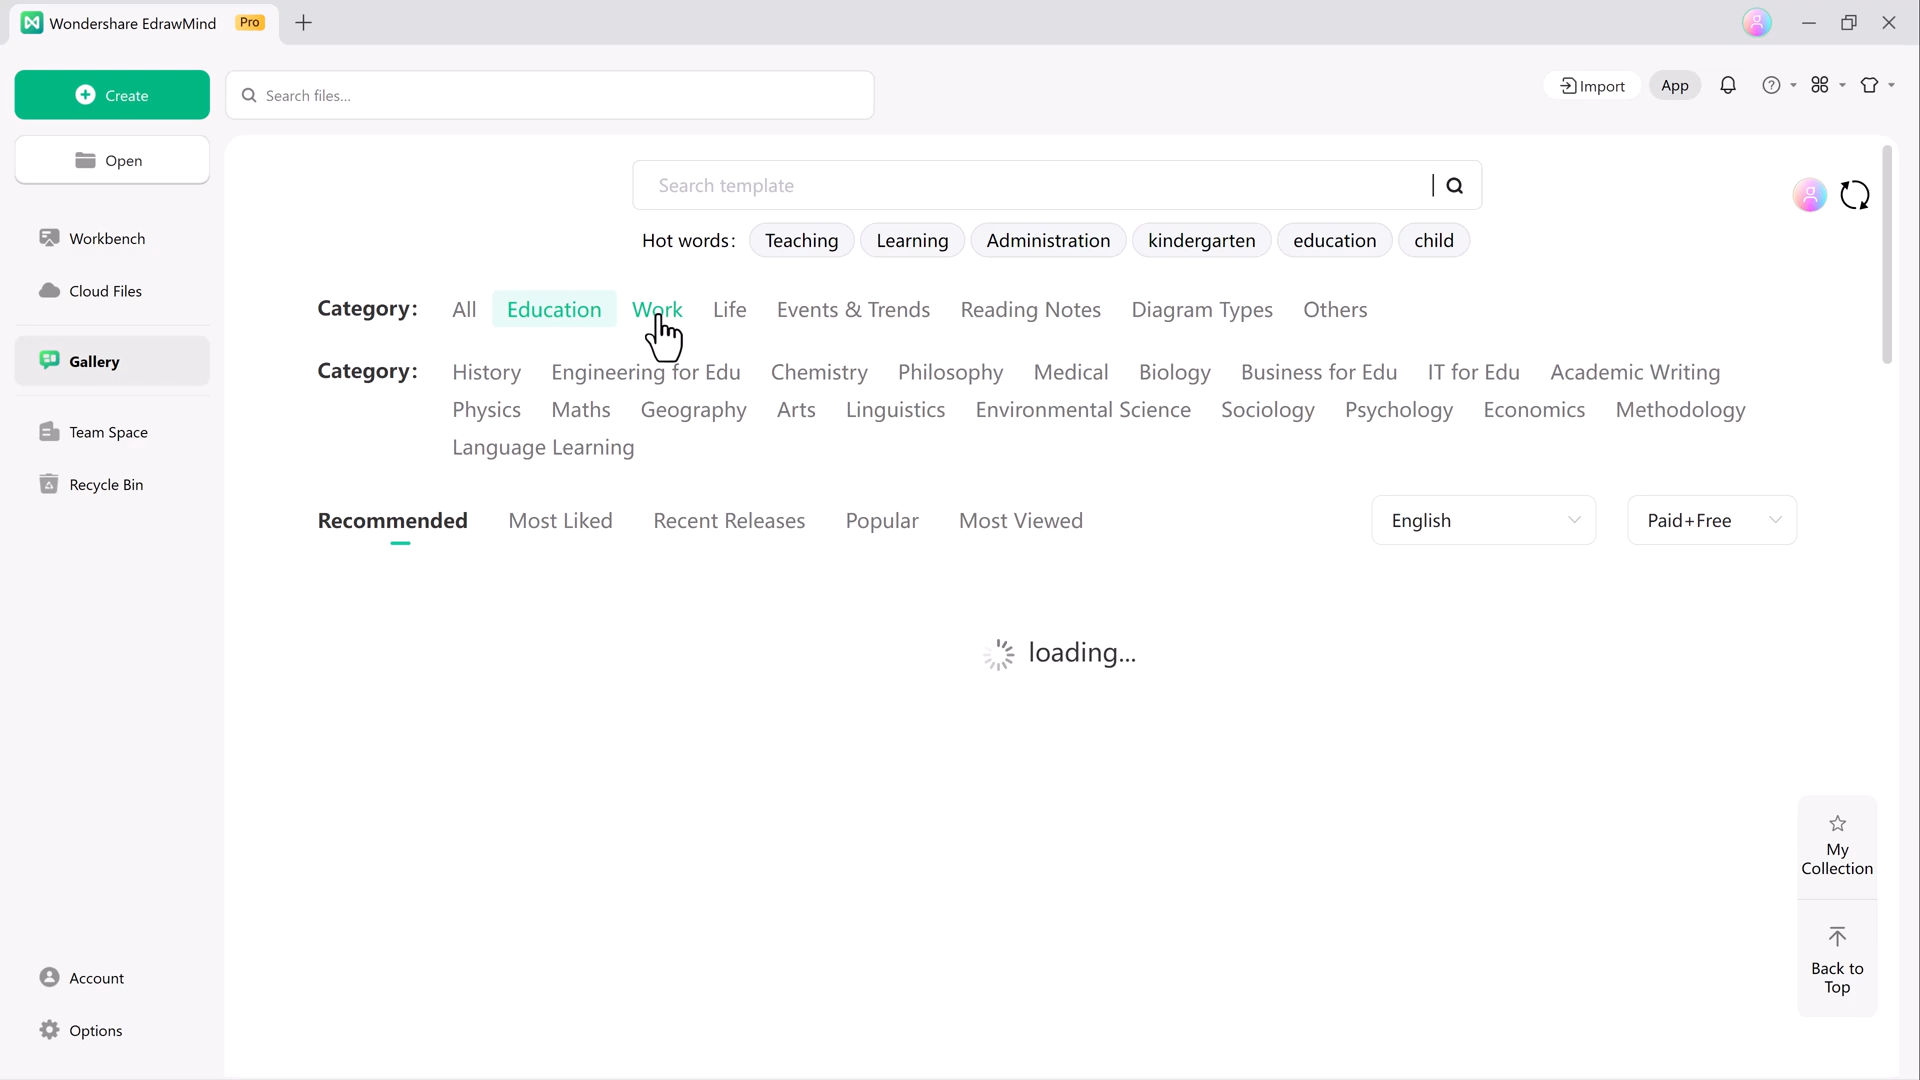 Wondershare EdrawMind Pro
Create
Search files...
Import
App
Open
Search template
Hot words:
Teaching
Learning
Administration
kindergarten
education
child
Workbench
Cloud Files
Gallery
Team Space
Recycle Bin
Category: All Education Work Life Events & Trends Reading Notes Diagram Types Others
Category: History Engineering for Edu Chemistry Philosophy Medical Biology Business for Edu IT for Edu Academic Writing
Physics Maths Geography Arts Linguistics Environmental Science Sociology Psychology Economics Methodology
Language Learning
Recommended Most Liked Recent Releases Popular Most Viewed
English
Paid+Free
loading...
My
Collection
Back to
Top
Account
Options